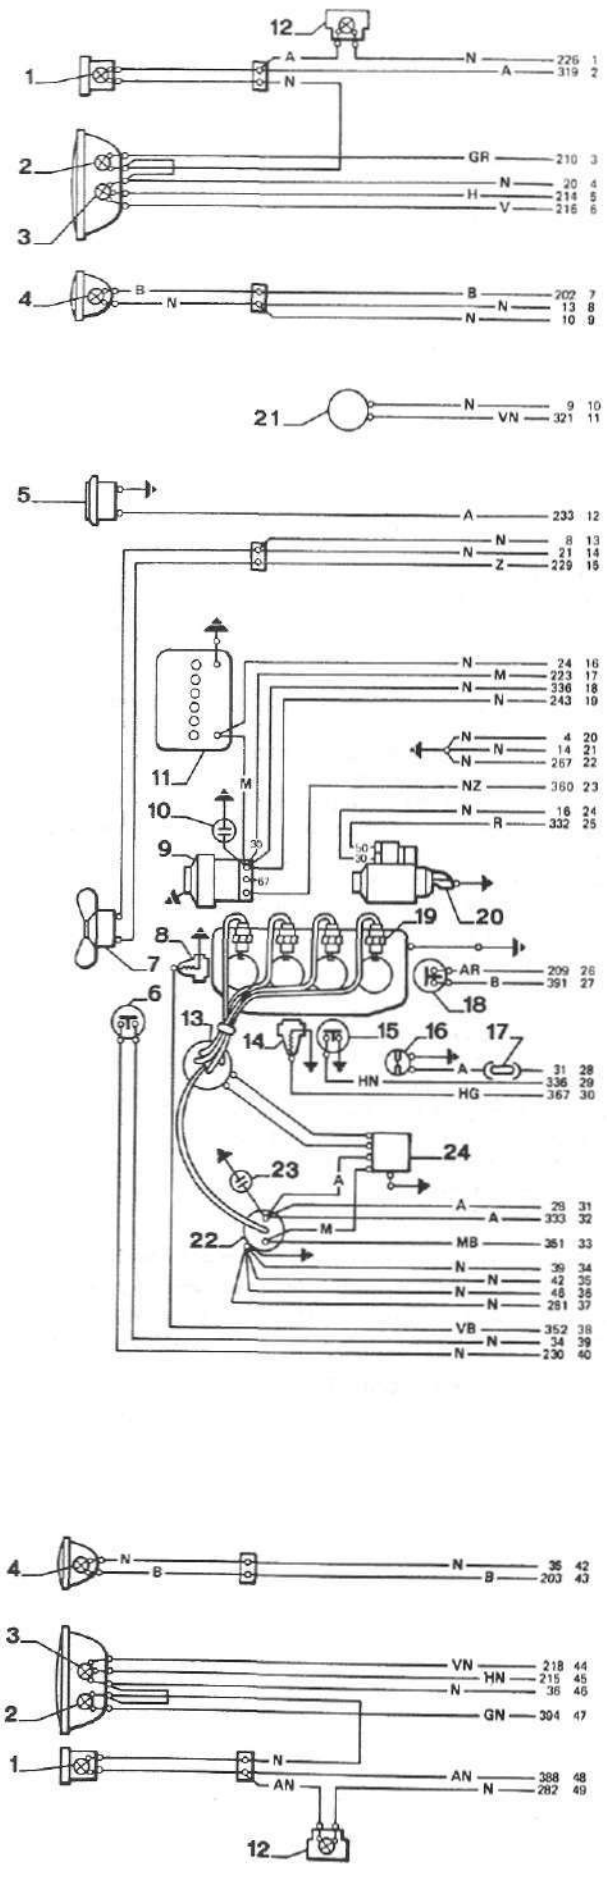 12
A N 226 1
1 A 319 2
N
2 GR 210 3
N 20 4
H 214 5
3 V 216 6
4 B B 202 7
N N 13 8
N 10 9
21 N 9 10
VN 321 11
5
A 233 12
N 8 13
N 21 14
Z 229 15
N 24 16
M 223 17
N 336 18
N 243 19
N 4 20
N 14 21
N 267 22
11 M
NZ 360 23
10 N 16 24
R 332 25
9 30 50
30
67
20
19
8
7
AR 209 26
B 391 27
18
6
13 14 15 16 17
A 31 28
HN 336 29
HG 367 30
24
23 A
A 28 31
A 333 32
22 M
MB 351 33
N 39 34
N 42 35
N 46 36
N 281 37
VB 352 38
N 34 39
N 230 40
4 N N 35 42
B B 203 43
3
VN 218 44
HN 215 45
N 36 46
2
GN 394 47
1 N
AN 388 48
AN N 282 49
12